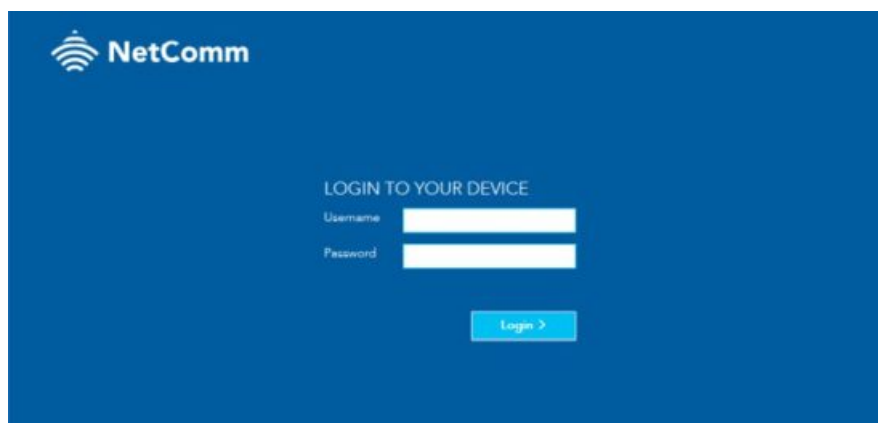 NetComm
LOGIN TO YOUR DEVICE
Username
Password
Login >